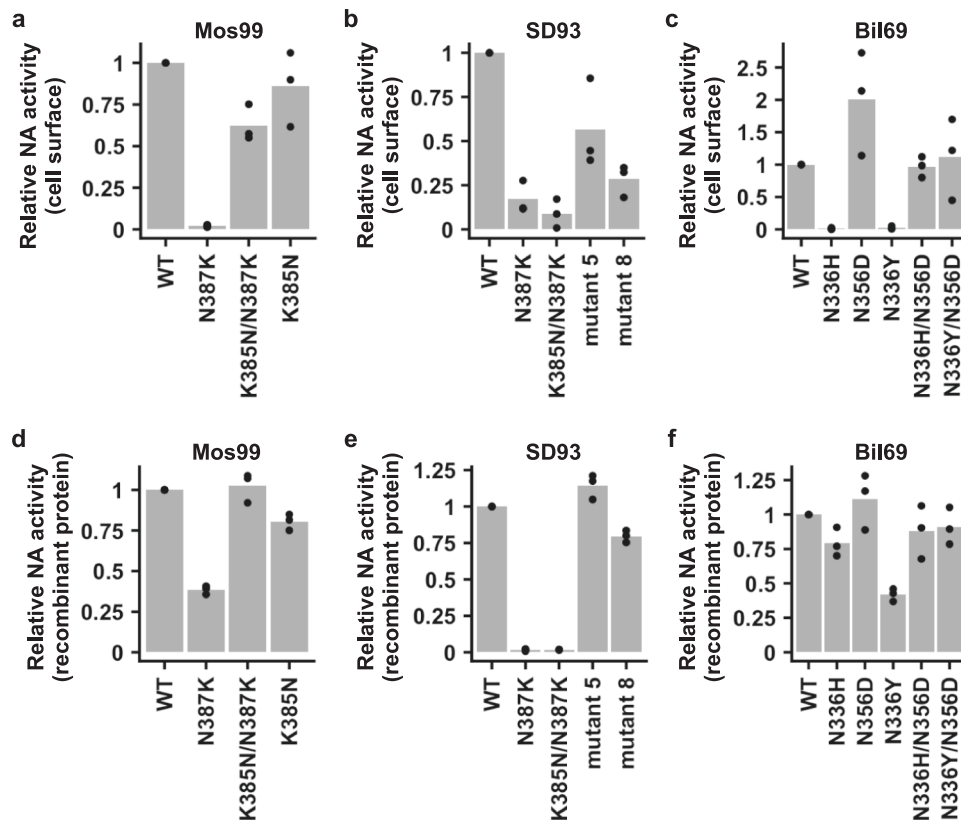 a
Mos99
Relative NA activity
(cell surface)
1
0.75
0.5
0.25
0
WT
N387K
K385N/N387K
K385N
b
SD93
Relative NA activity
(cell surface)
1
0.75
0.5
0.25
0
WT
N387K
K385N/N387K
mutant 5
mutant 8
c
Bil69
Relative NA activity
(cell surface)
2.5
2
1.5
1
0.5
0
WT
N336H
N356D
N336Y
N336H/N356D
N336Y/N356D
d
Mos99
Relative NA activity
(recombinant protein)
1
0.75
0.5
0.25
0
WT
N387K
K385N/N387K
K385N
e
SD93
Relative NA activity
(recombinant protein)
1.25
1
0.75
0.5
0.25
0
WT
N387K
K385N/N387K
mutant 5
mutant 8
f
Bil69
Relative NA activity
(recombinant protein)
1.25
1
0.75
0.5
0.25
0
WT
N336H
N356D
N336Y
N336H/N356D
N336Y/N356D